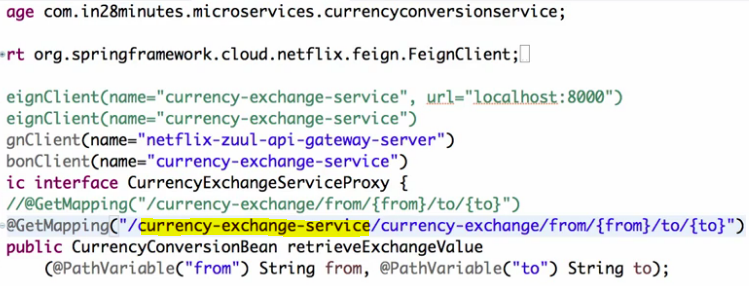 age com.in28minutes.microservices.currencyconversionservice;
rt org.springframework.cloud.netflix.feign.FeignClient;
eignClient(name="currency-exchange-service", url="localhost:8000")
eignClient(name="currency-exchange-service")
gnClient(name="netflix-zuul-api-gateway-server")
bonClient(name="currency-exchange-service")
ic interface CurrencyExchangeServiceProxy {
//@GetMapping("/currency-exchange/from/{from}/to/{to}")
@GetMapping("/currency-exchange-service/currency-exchange/from/{from}/to/{to}")
public CurrencyConversionBean retrieveExchangeValue
(@PathVariable("from") String from, @PathVariable("to") String to);